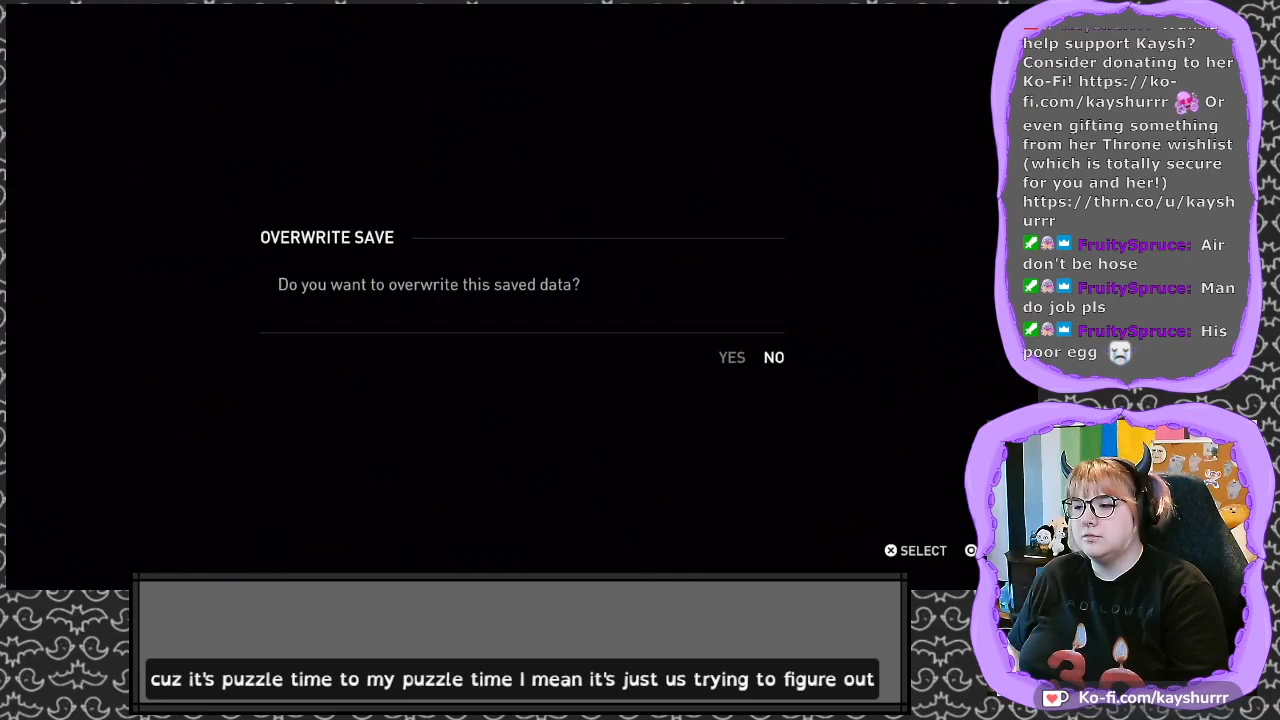 OVERWRITE SAVE
Do you want to overwrite this saved data?
YES NO
SELECT
help support Kaysh?
Consider donating to her
Ko-Fi! https://ko-
fi.com/kayshurrr Or
even gifting something
from her Throne wishlist
(which is totally secure
for you and her!)
https://thrn.co/u/kaysh
urrr
FruitySpruce: Air
don't be hose
FruitySpruce: Man
do job pls
FruitySpruce: His
poor egg
cuz it's puzzle time to my puzzle time I mean it's just us trying to figure out
Ko-fi.com/kayshurrr